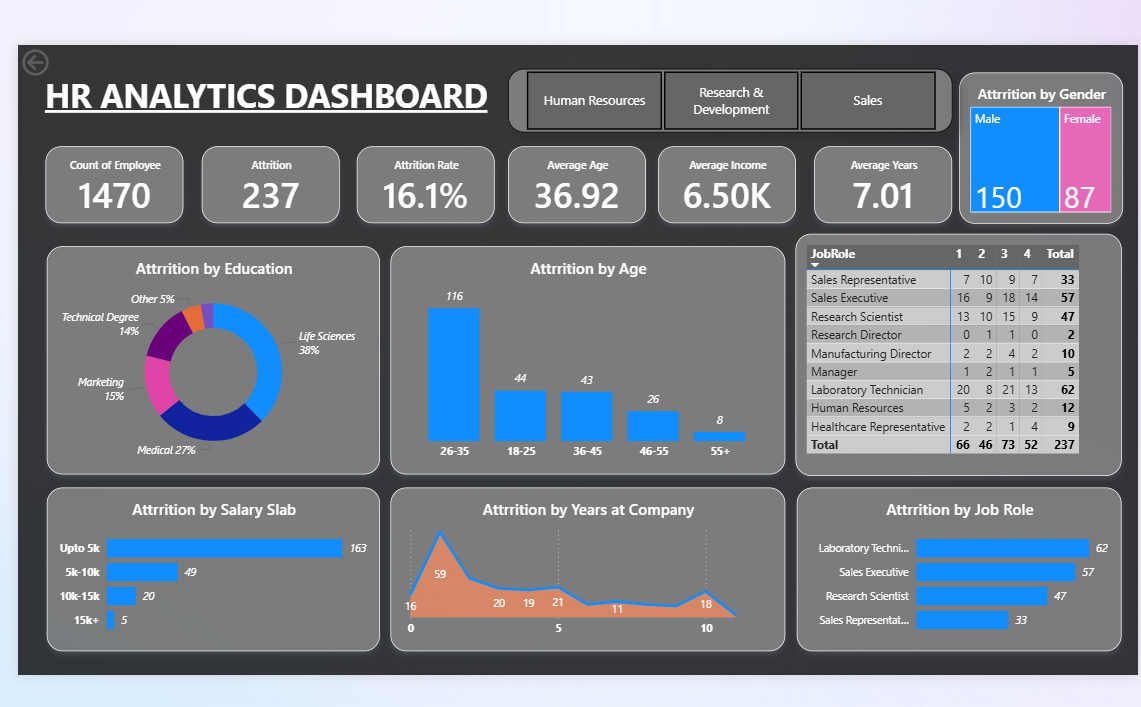 HR ANALYTICS DASHBOARD
Human Resources
Research &
Development
Sales
Attrrition by Gender
Male
Female
150
87
Count of Employee
1470
Attrition
237
Attrition Rate
16.1%
Average Age
36.92
Average Income
6.50K
Average Years
7.01
Attrrition by Education
Other 5%
Technical Degree
14%
Life Sciences
38%
Marketing
15%
Medical 27%
Attrrition by Age
116
44
43
26
8
26-35 18-25 36-45 46-55 55+
JobRole 1 2 3 4 Total
Sales Representative 7 10 9 7 33
Sales Executive 16 9 18 14 57
Research Scientist 13 10 15 9 47
Research Director 0 1 1 0 2
Manufacturing Director 2 2 4 2 10
Manager 1 2 1 1 5
Laboratory Technician 20 8 21 13 62
Human Resources 5 2 3 2 12
Healthcare Representative 2 2 1 4 9
Total 66 46 73 52 237
Attrrition by Salary Slab
Upto 5k 163
5k-10k 49
10k-15k 20
15k+ 5
Attrrition by Years at Company
59
16 20 19 21 11 18
0 5 10
Attrrition by Job Role
Laboratory Techni... 62
Sales Executive 57
Research Scientist 47
Sales Representat... 33